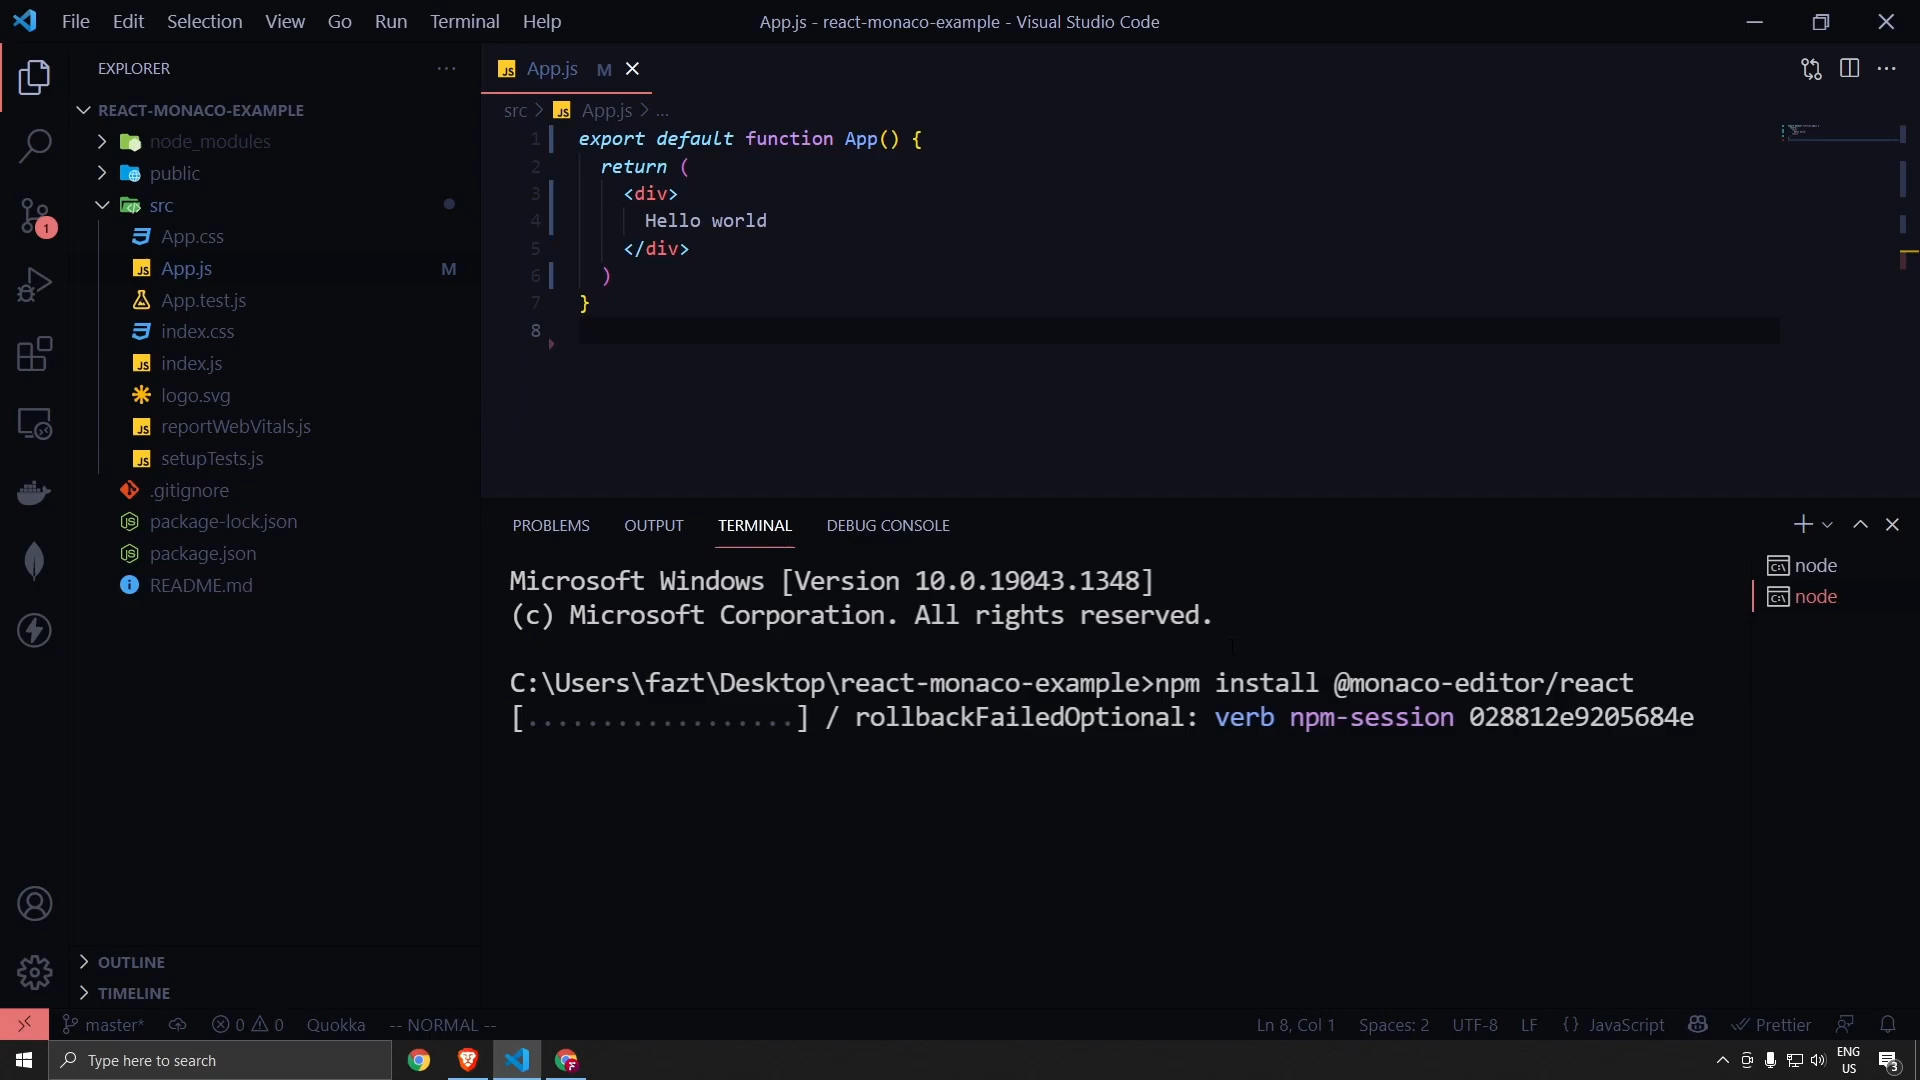 File Edit Selection View Go Run Terminal Help
App.js - react-monaco-example - Visual Studio Code
EXPLORER
REACT-MONACO-EXAMPLE
node_modules
public
src
App.css
App.js M
App.test.js
index.css
index.js
logo.svg
reportWebVitals.js
setupTests.js
.gitignore
package-lock.json
package.json
README.md
OUTLINE
TIMELINE
1
JS App.js M
src > JS App.js > ...
1 export default function App() {
2 return (
3 <div>
4 Hello world
5 </div>
6 )
7 }
8
PROBLEMS OUTPUT TERMINAL DEBUG CONSOLE
Microsoft Windows [Version 10.0.19043.1348]
(c) Microsoft Corporation. All rights reserved.
C:\Users\fazt\Desktop\react-monaco-example>npm install @monaco-editor/react
[..................] / rollbackFailedOptional: verb npm-session 028812e9205684e
node
node
master* 0 0 Quokka -- NORMAL --
Ln 8, Col 1 Spaces: 2 UTF-8 LF {} JavaScript Prettier
Type here to search
ENG
US
3